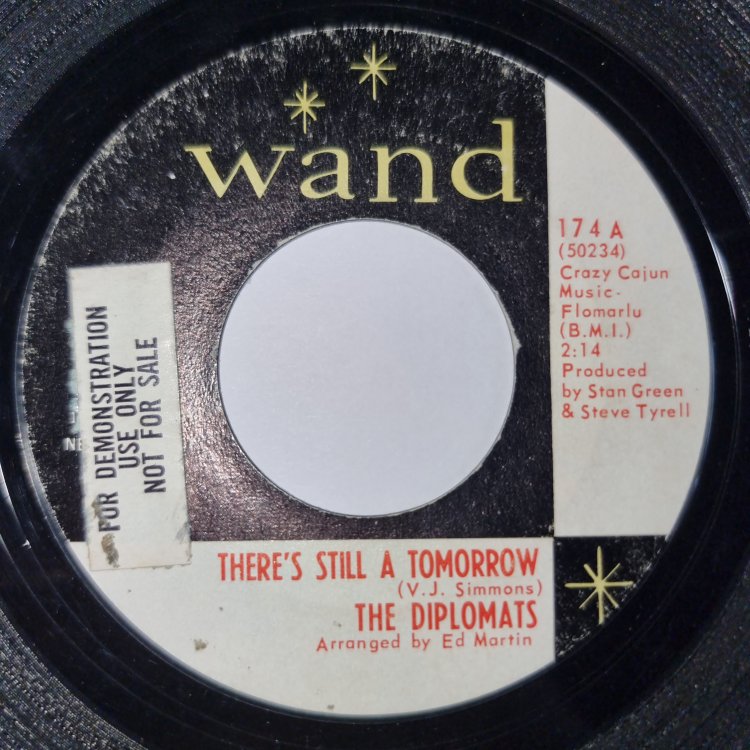 wand
174 A
(50234)
Crazy Cajun
Music-
Flomarlu
(B.M.I.)
2:14
Produced
by Stan Green
& Steve Tyrell
FOR DEMONSTRATION
USE ONLY
NOT FOR SALE
NE
THERE'S STILL A TOMORROW
(V.J. Simmons)
THE DIPLOMATS
Arranged by Ed Martin